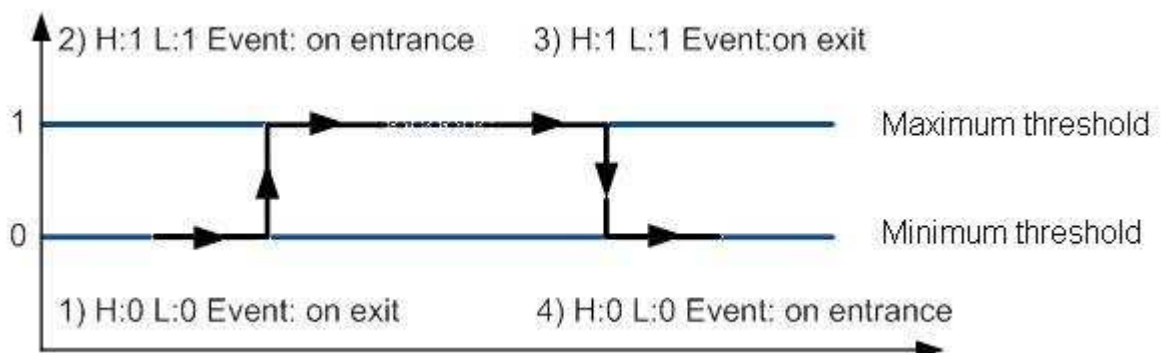 2) H:1 L:1 Event: on entrance
3) H:1 L:1 Event:on exit
1
Maximum threshold
0
Minimum threshold
1) H:0 L:0 Event: on exit
4) H:0 L:0 Event: on entrance